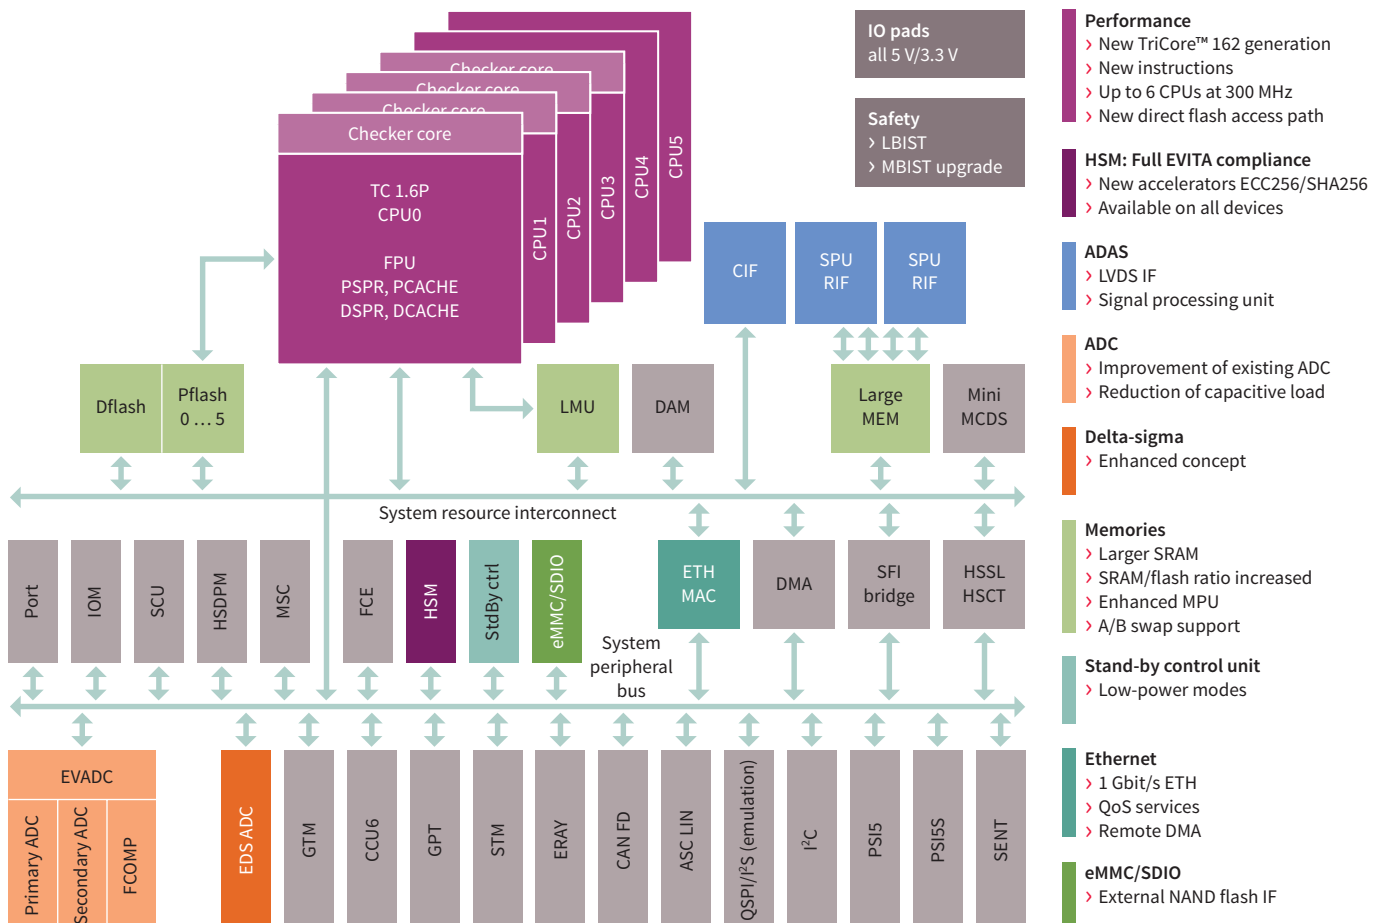 Checker core
Checker core
Checker core
Checker core
TC 1.6P
CPU0
FPU
PSPR, PCACHE
DSPR, DCACHE
CPU1
CPU2
CPU3
CPU4
CPU5
IO pads
all 5 V/3.3 V
Safety
› LBIST
› MBIST upgrade
CIF
SPU
RIF
SPU
RIF
Dflash
Pflash
0 … 5
LMU
DAM
Large
MEM
Mini
MCDS
System resource interconnect
Port
IOM
SCU
HSDPM
MSC
FCE
HSM
StdBy ctrl
eMMC/SDIO
ETH
MAC
DMA
SFI
bridge
HSSL
HSCT
System
peripheral
bus
EVADC
Primary ADC
Secondary ADC
FCOMP
EDS ADC
GTM
CCU6
GPT
STM
ERAY
CAN FD
ASC LIN
QSPI/I²S (emulation)
I²C
PSI5
PSI5S
SENT
Performance
› New TriCore™ 162 generation
› New instructions
› Up to 6 CPUs at 300 MHz
› New direct flash access path
HSM: Full EVITA compliance
› New accelerators ECC256/SHA256
› Available on all devices
ADAS
› LVDS IF
› Signal processing unit
ADC
› Improvement of existing ADC
› Reduction of capacitive load
Delta-sigma
› Enhanced concept
Memories
› Larger SRAM
› SRAM/flash ratio increased
› Enhanced MPU
› A/B swap support
Stand-by control unit
› Low-power modes
Ethernet
› 1 Gbit/s ETH
› QoS services
› Remote DMA
eMMC/SDIO
› External NAND flash IF